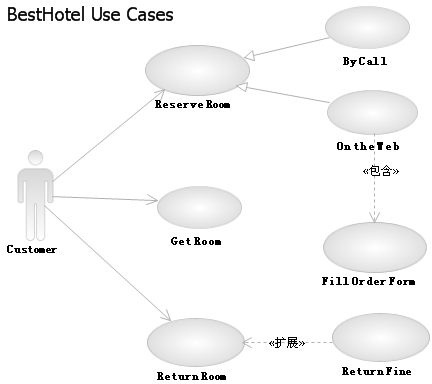 BestHotel Use Cases
ByCall
ReserveRoom
OntheWeb
«包含»
GetRoom
Customer
FillOrderForm
«扩展»
ReturnRoom
ReturnFine